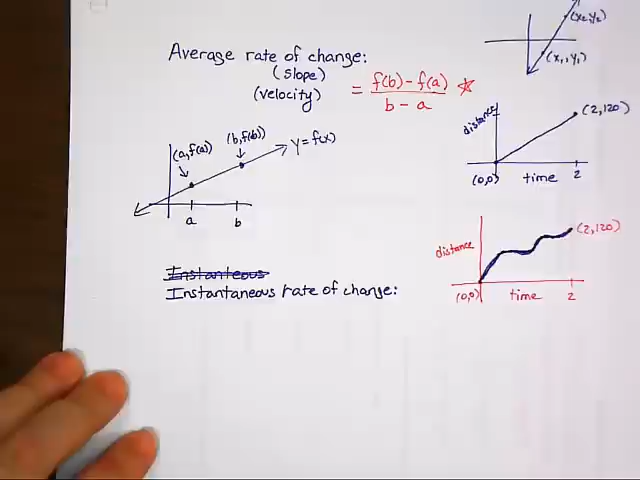 (x₂,y₂)
(x₁,y₁)
Average rate of change:
(slope)
(velocity)
= f(b)-f(a) / b-a
distance
(2,120)
(0,0) time 2
(a,f(a))
(b,f(b))
y=f(x)
a b
distance
(2,120)
(0,0) time 2
Instanteous
Instantaneous rate of change: